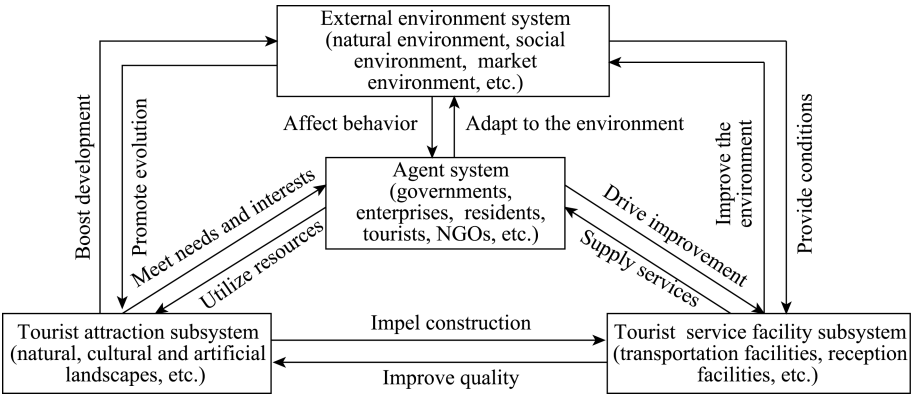 External environment system
(natural environment, social
environment, market
environment, etc.)
Boost development
Promote evolution
Affect behavior
Adapt to the environment
Improve the
environment
Provide conditions
Agent system
(governments,
enterprises, residents,
tourists, NGOs, etc.)
Meet needs and interests
Utilize resources
Drive improvement
Supply services
Tourist attraction subsystem
(natural, cultural and artificial
landscapes, etc.)
Impel construction
Improve quality
Tourist service facility subsystem
(transportation facilities, reception
facilities, etc.)